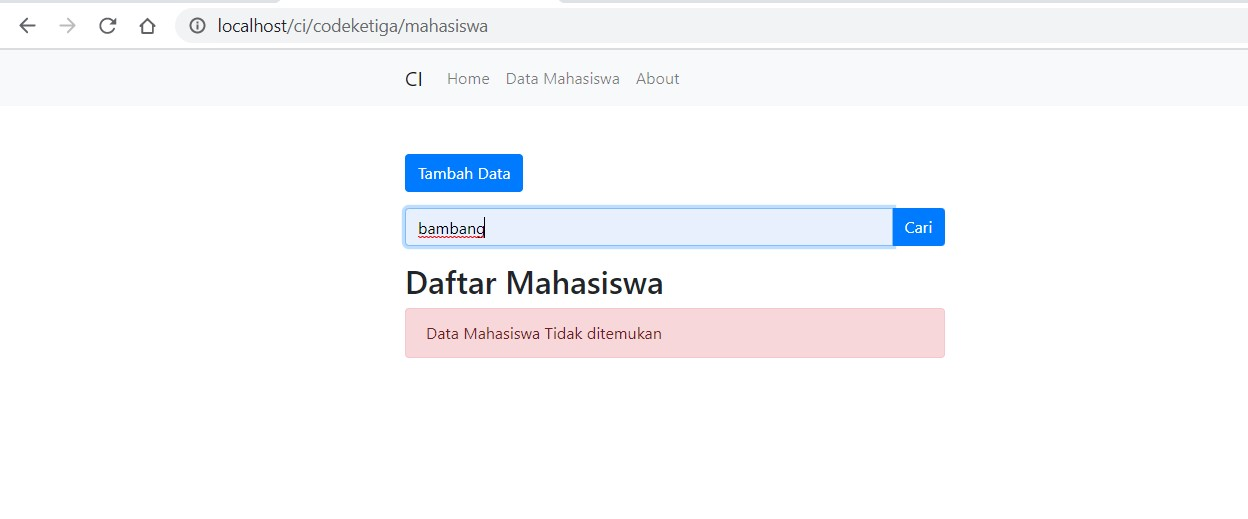 localhost/ci/codeketiga/mahasiswa
CI Home Data Mahasiswa About
Tambah Data
bambang Cari
Daftar Mahasiswa
Data Mahasiswa Tidak ditemukan